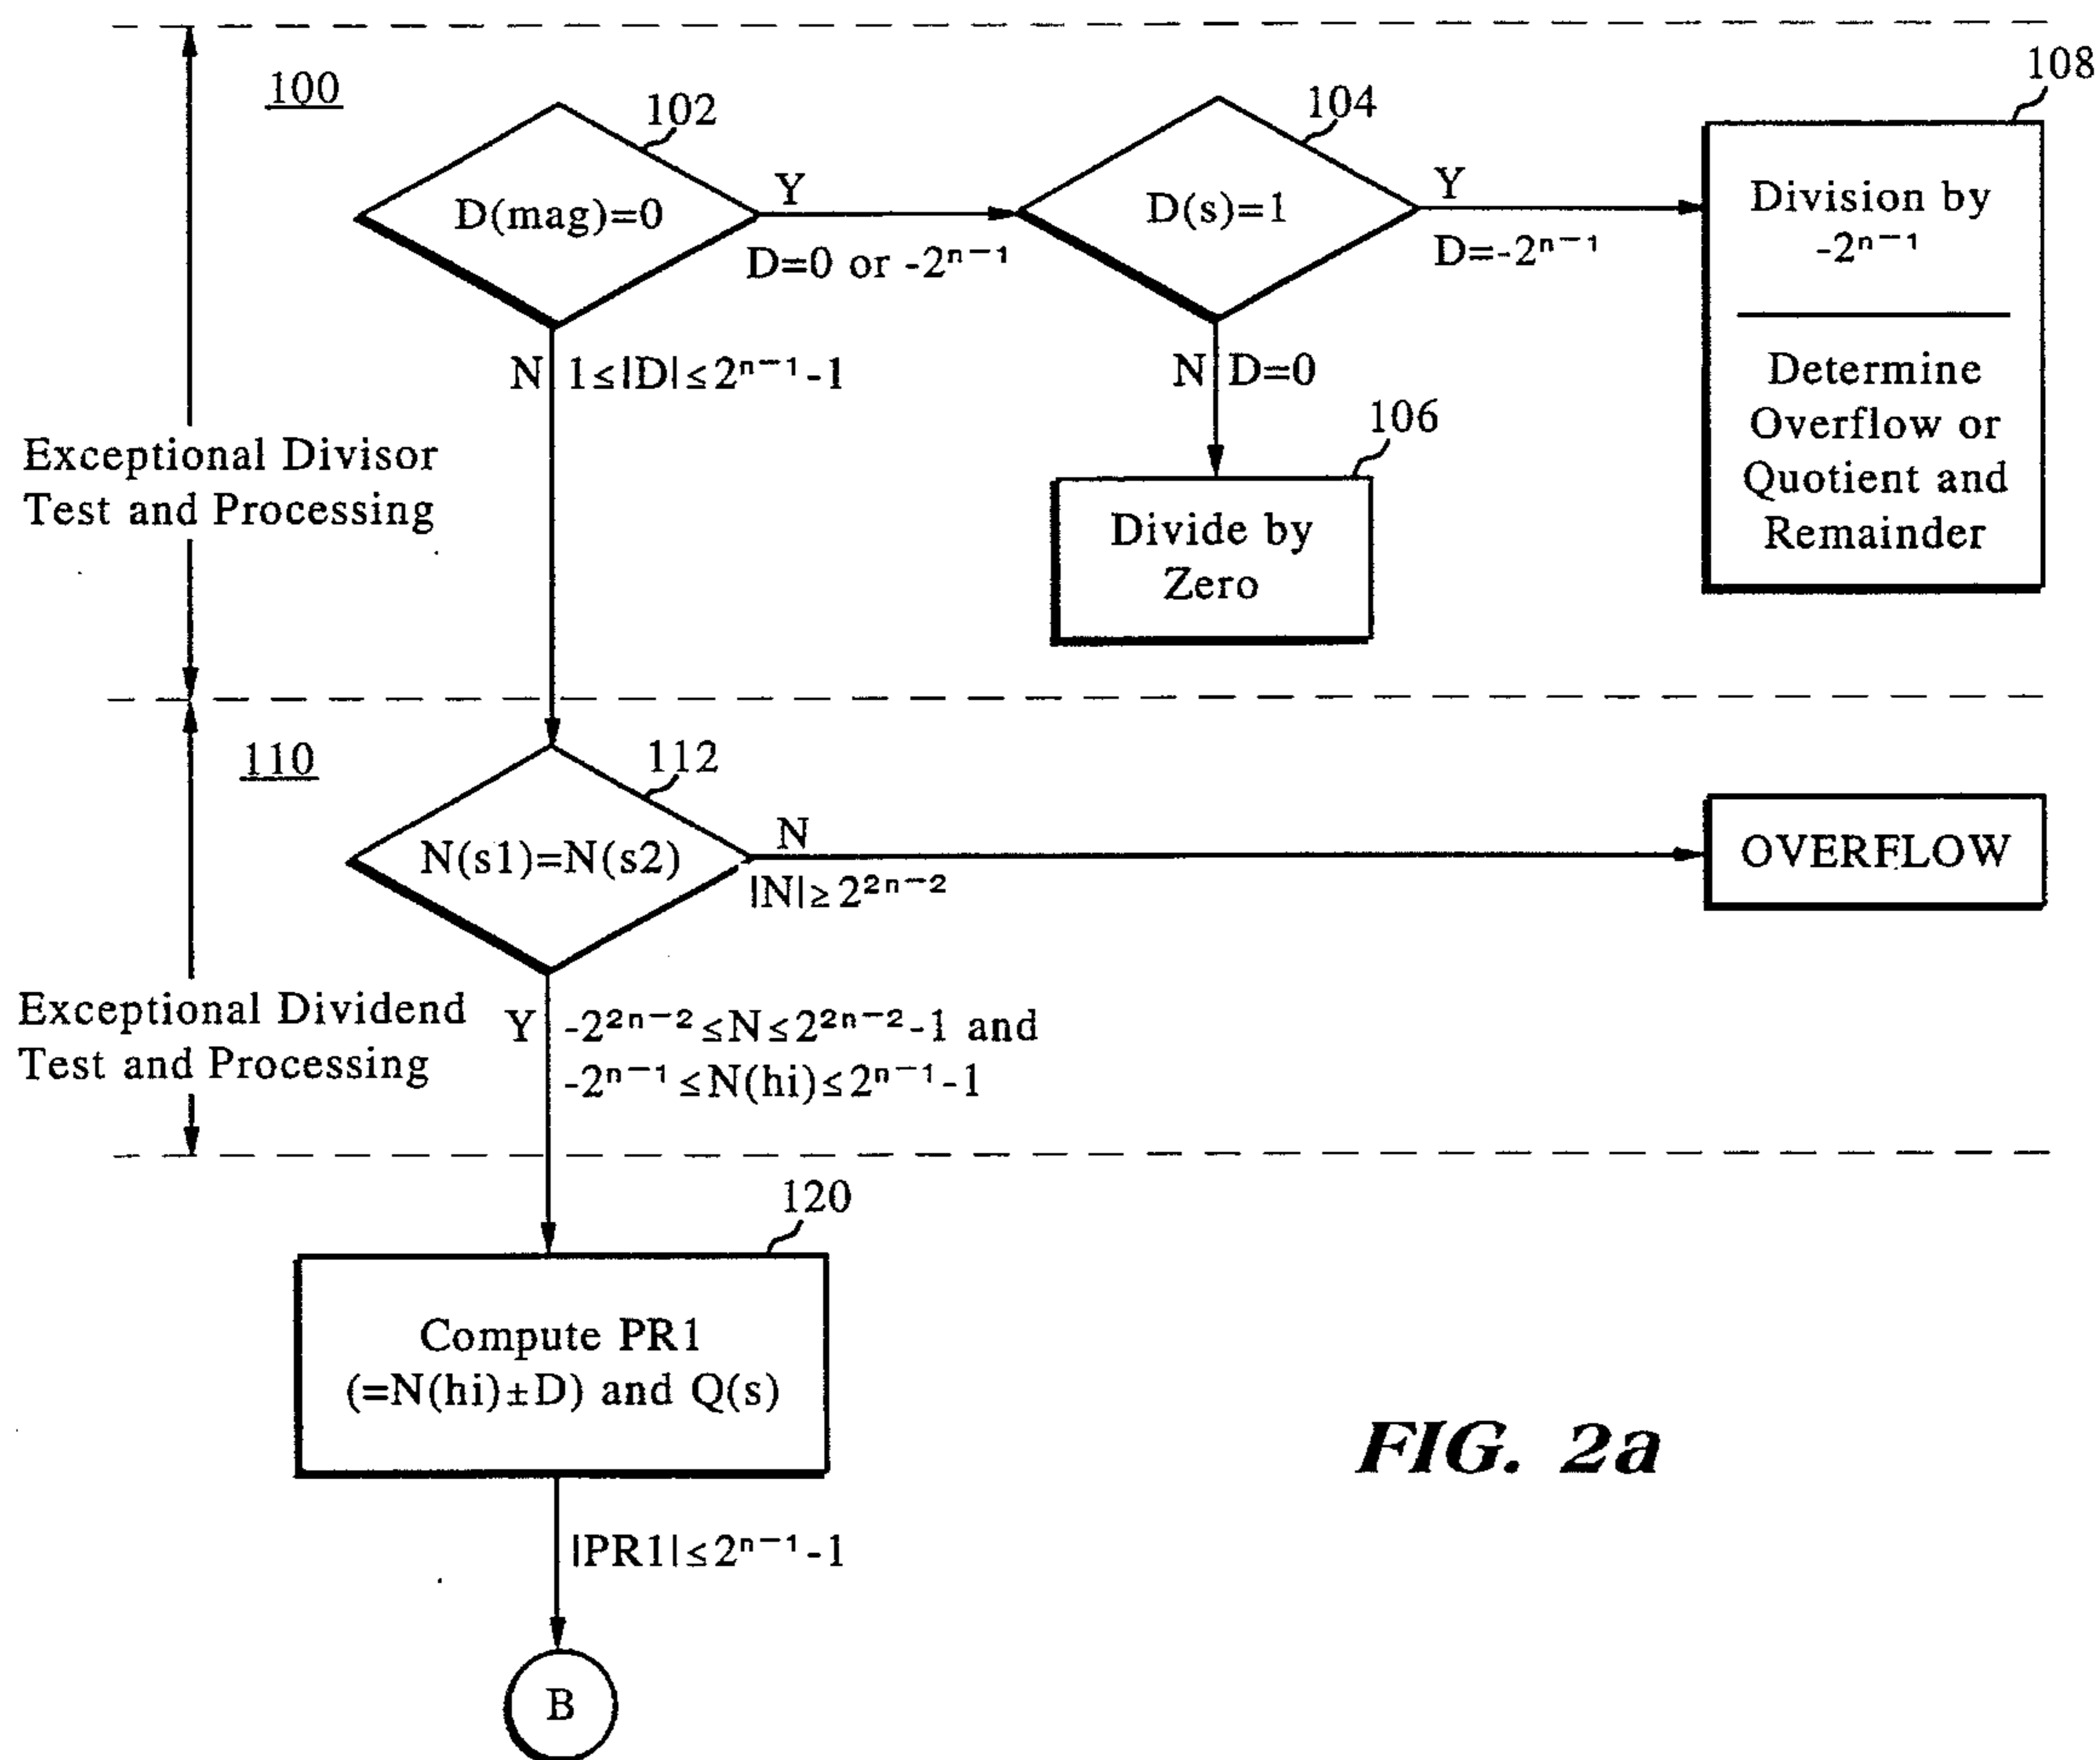 100
102
D(mag)=0
Y
D=0 or -2ⁿ⁻¹
104
D(s)=1
Y
D=-2ⁿ⁻¹
108
Division by
-2ⁿ⁻¹
Determine
Overflow or
Quotient and
Remainder
N 1≤|D|≤2ⁿ⁻¹-1
N D=0
106
Divide by
Zero
Exceptional Divisor
Test and Processing
110
112
N(s1)=N(s2)
N
|N|≥2²ⁿ⁻²
OVERFLOW
Exceptional Dividend
Test and Processing
Y -2²ⁿ⁻²≤N≤2²ⁿ⁻²-1 and
-2ⁿ⁻¹≤N(hi)≤2ⁿ⁻¹-1
120
Compute PR1
(=N(hi)±D) and Q(s)
|PR1|≤2ⁿ⁻¹-1
B
FIG. 2a